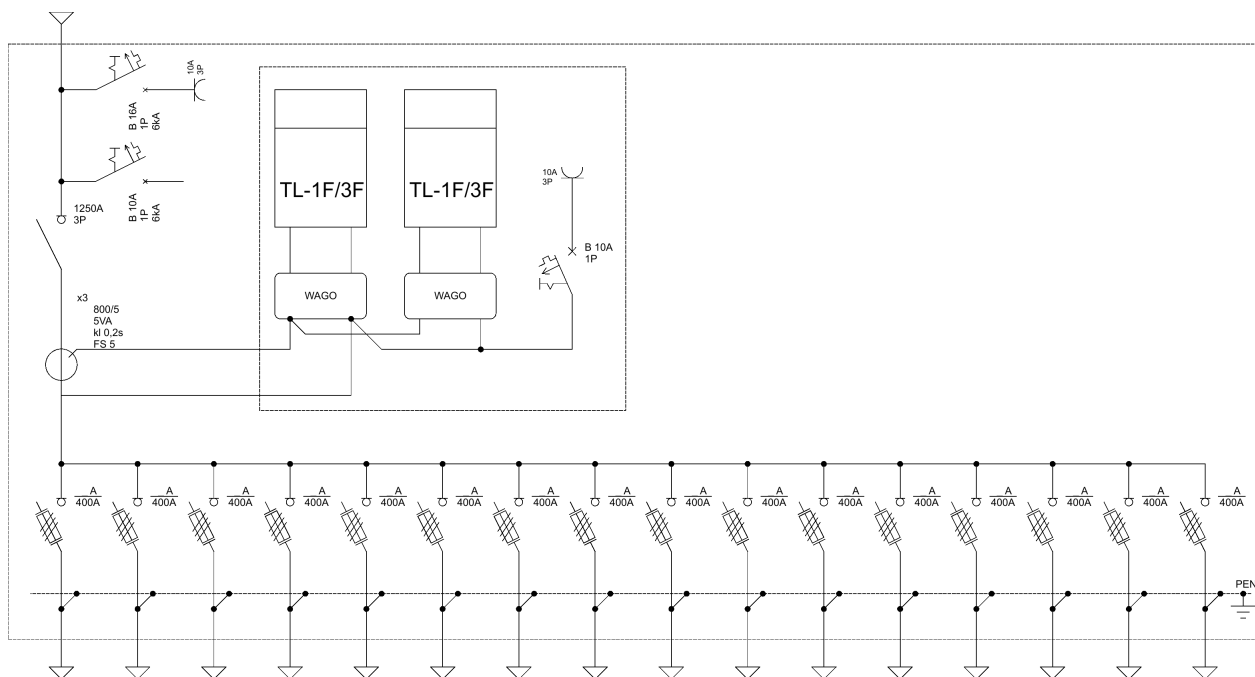 10A
3P
B 16A
1P
6kA
B 10A
1P
6kA
1250A
3P
x3
800/5
5VA
kl 0,2s
FS 5
TL-1F/3F
TL-1F/3F
WAGO
WAGO
10A
3P
B 10A
1P
A
400A
A
400A
A
400A
A
400A
A
400A
A
400A
A
400A
A
400A
A
400A
A
400A
A
400A
A
400A
A
400A
A
400A
A
400A
A
400A
PEN